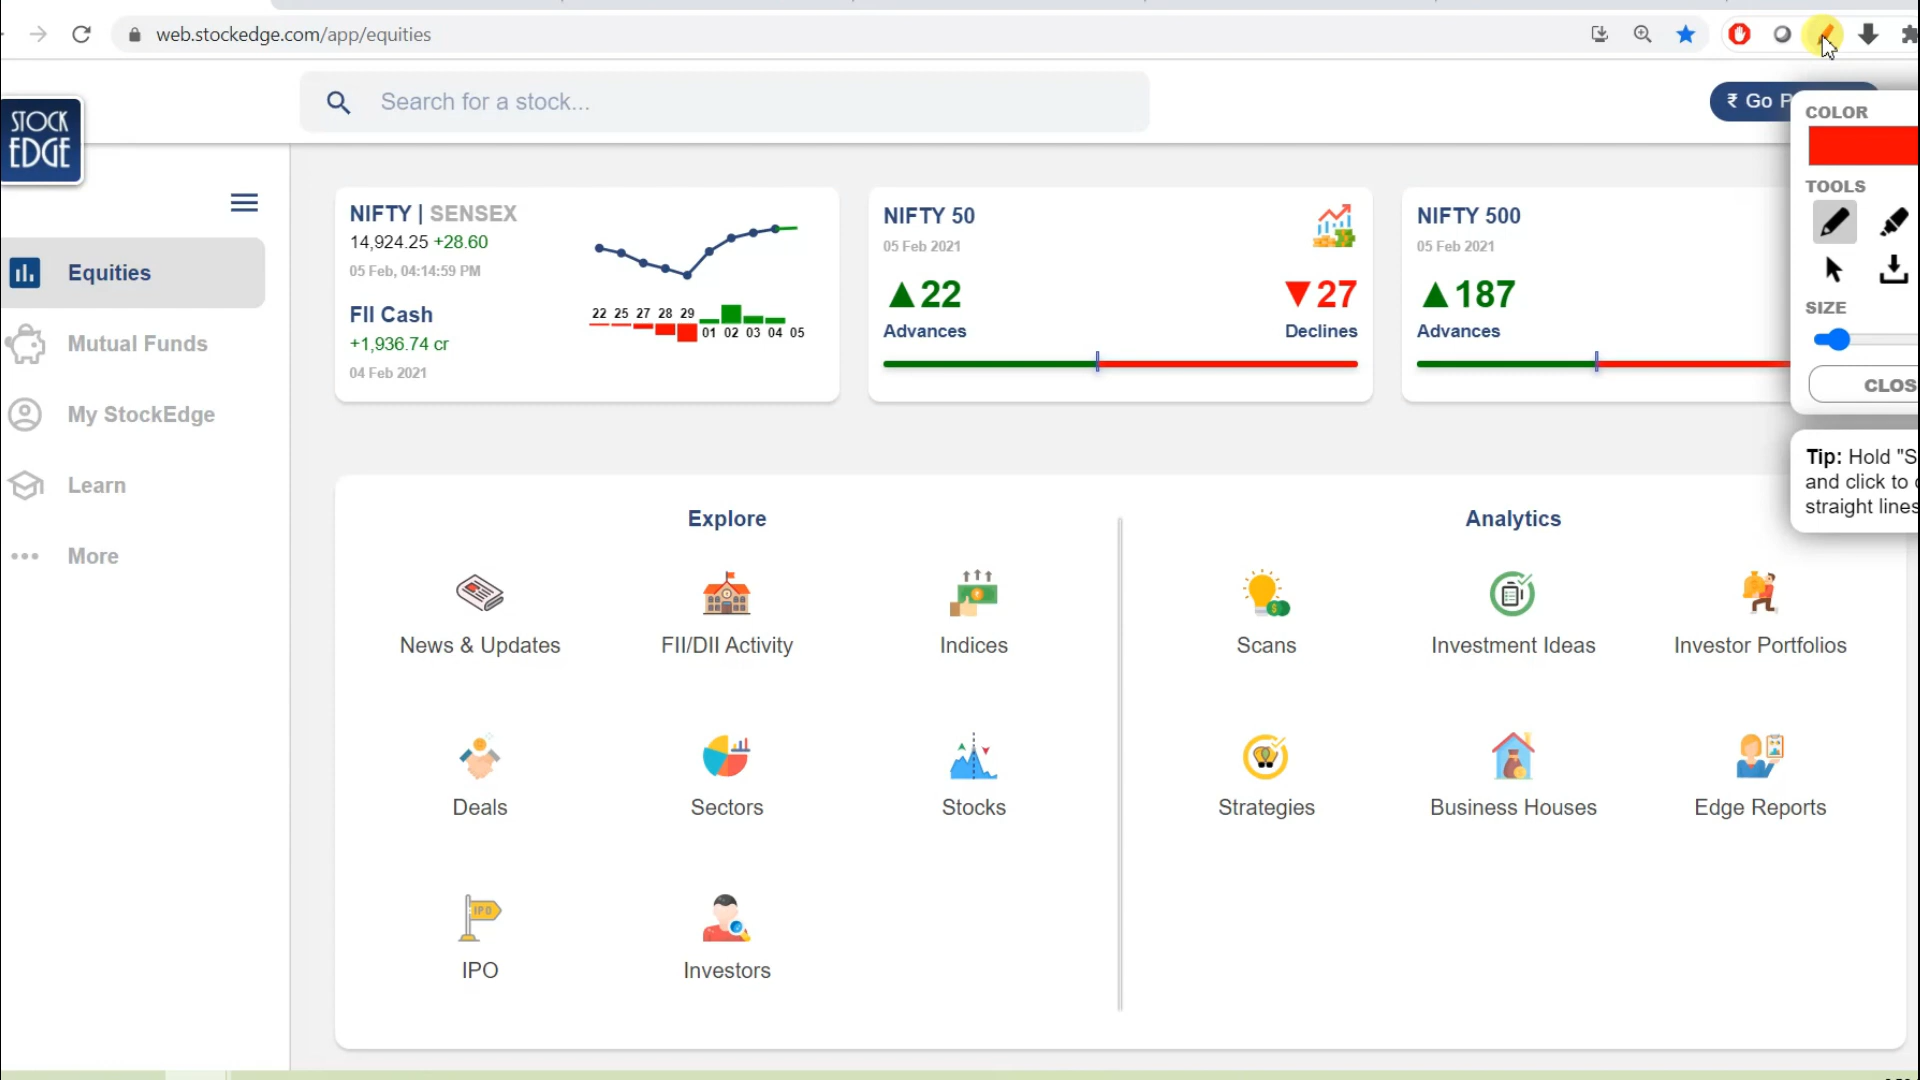 web.stockedge.com/app/equities
STOCK
EDGE
Search for a stock...
₹ Go P
COLOR
TOOLS
SIZE
CLOS
Tip: Hold "S
and click to
straight lines
Equities
Mutual Funds
My StockEdge
Learn
More
NIFTY | SENSEX
14,924.25 +28.60
05 Feb, 04:14:59 PM
FII Cash
+1,936.74 cr
04 Feb 2021
22 25 27 28 29
01 02 03 04 05
NIFTY 50
05 Feb 2021
22
27
Advances
Declines
NIFTY 500
05 Feb 2021
187
Advances
Explore
News & Updates
FII/DII Activity
Indices
Deals
Sectors
Stocks
IPO
IPO
Investors
Analytics
Scans
Investment Ideas
Investor Portfolios
Strategies
Business Houses
Edge Reports